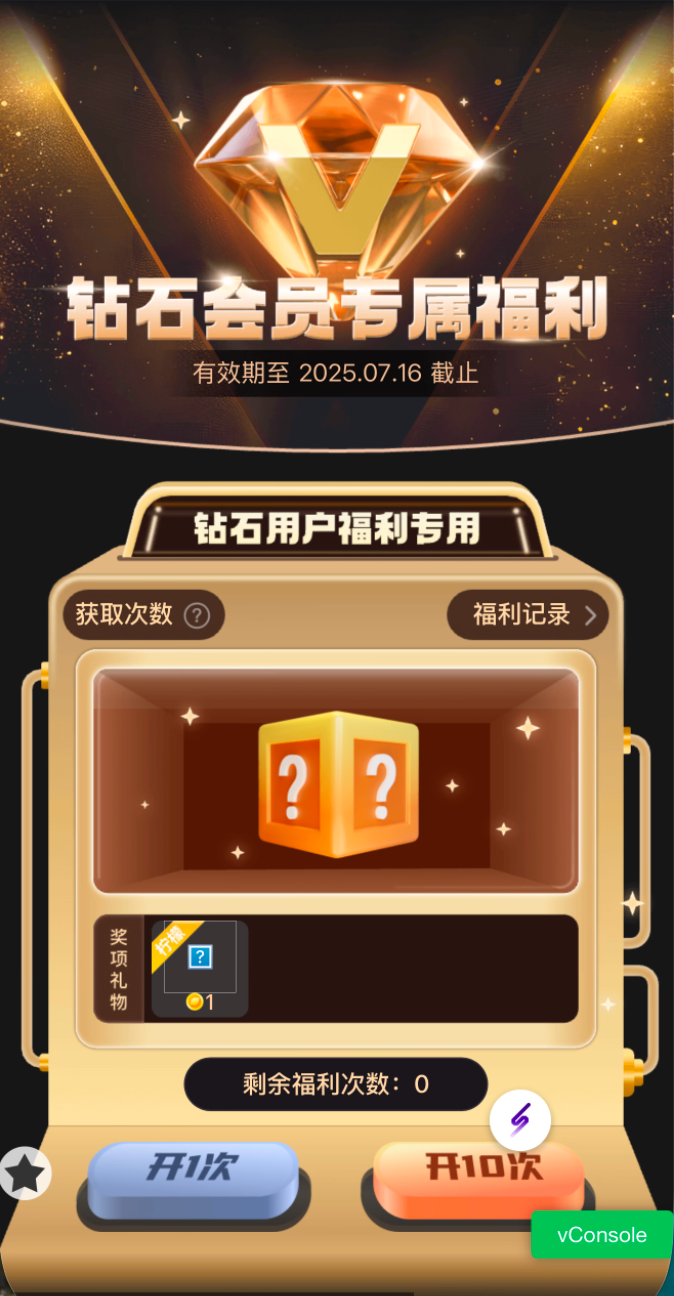 V
钻石会员专属福利
有效期至 2025.07.16 截止
钻石用户福利专用
获取次数 ?
福利记录
? ?
奖项礼物
柠檬
?
1
剩余福利次数：0
开1次
开10次
vConsole